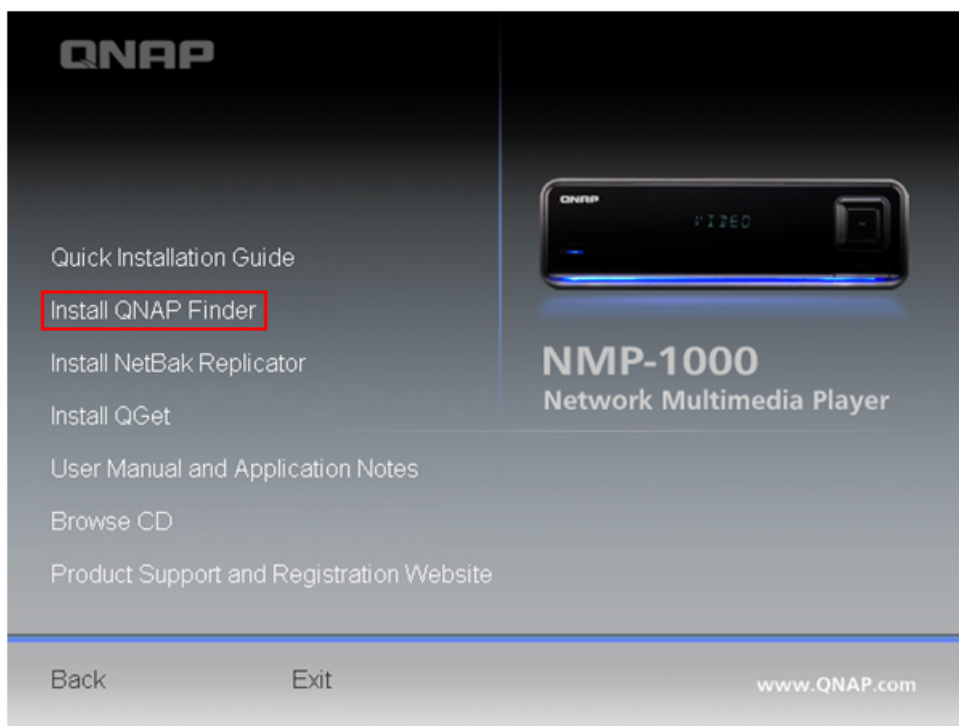 QNAP
Quick Installation Guide
Install QNAP Finder
Install NetBak Replicator
Install QGet
User Manual and Application Notes
Browse CD
Product Support and Registration Website
QNAP
VIDEO
NMP-1000
Network Multimedia Player
Back
Exit
www.QNAP.com